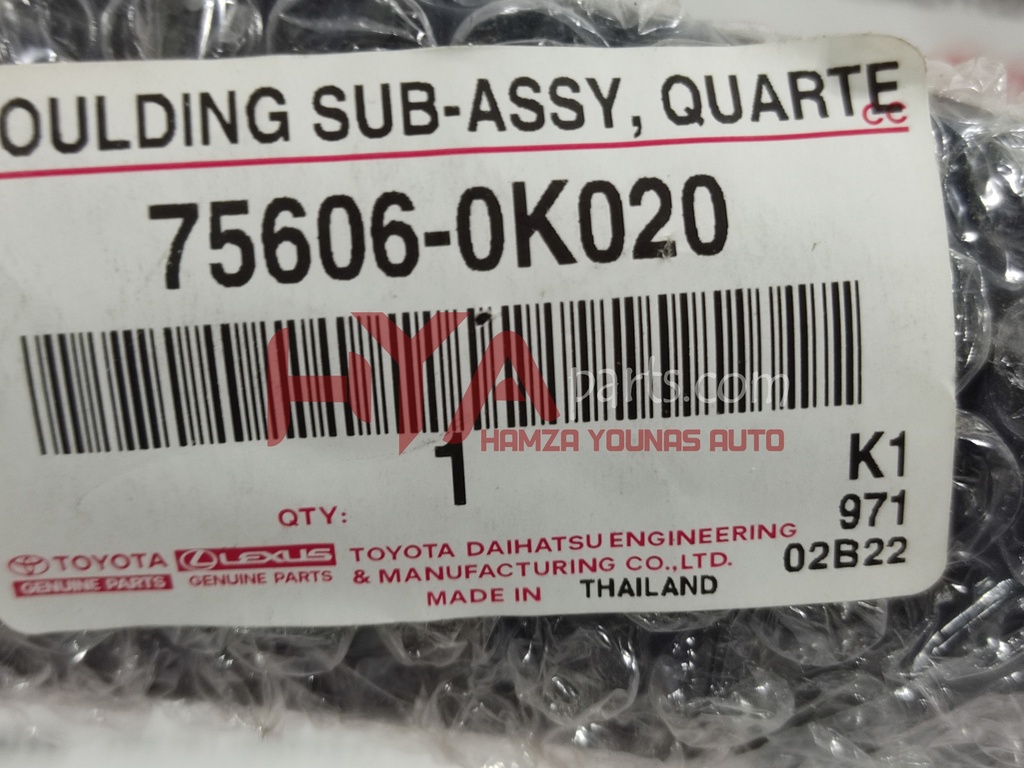 OULDING SUB-ASSY, QUARTE
CC
75606-0K020
HYA parts.com
HAMZA YOUNAS AUTO
1
K1
QTY:
971
02B22
TOYOTA
GENUINE PARTS
LEXUS
GENUINE PARTS
TOYOTA DAIHATSU ENGINEERING
& MANUFACTURING CO., LTD.
MADE IN THAILAND